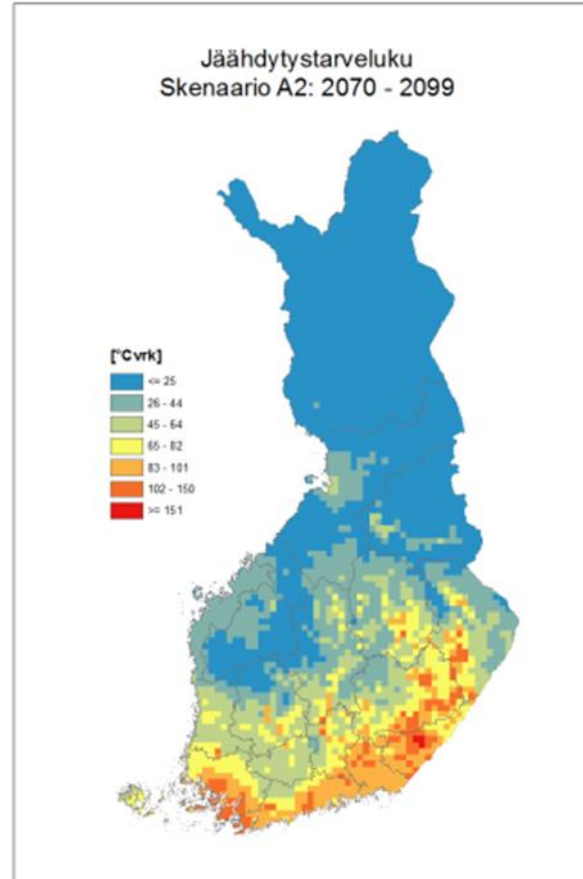 Jäähdytystarveluku
Skenaario A2: 2070 - 2099
[°Cvrk]
<= 25
26 - 44
45 - 64
65 - 82
83 - 101
102 - 150
>= 151